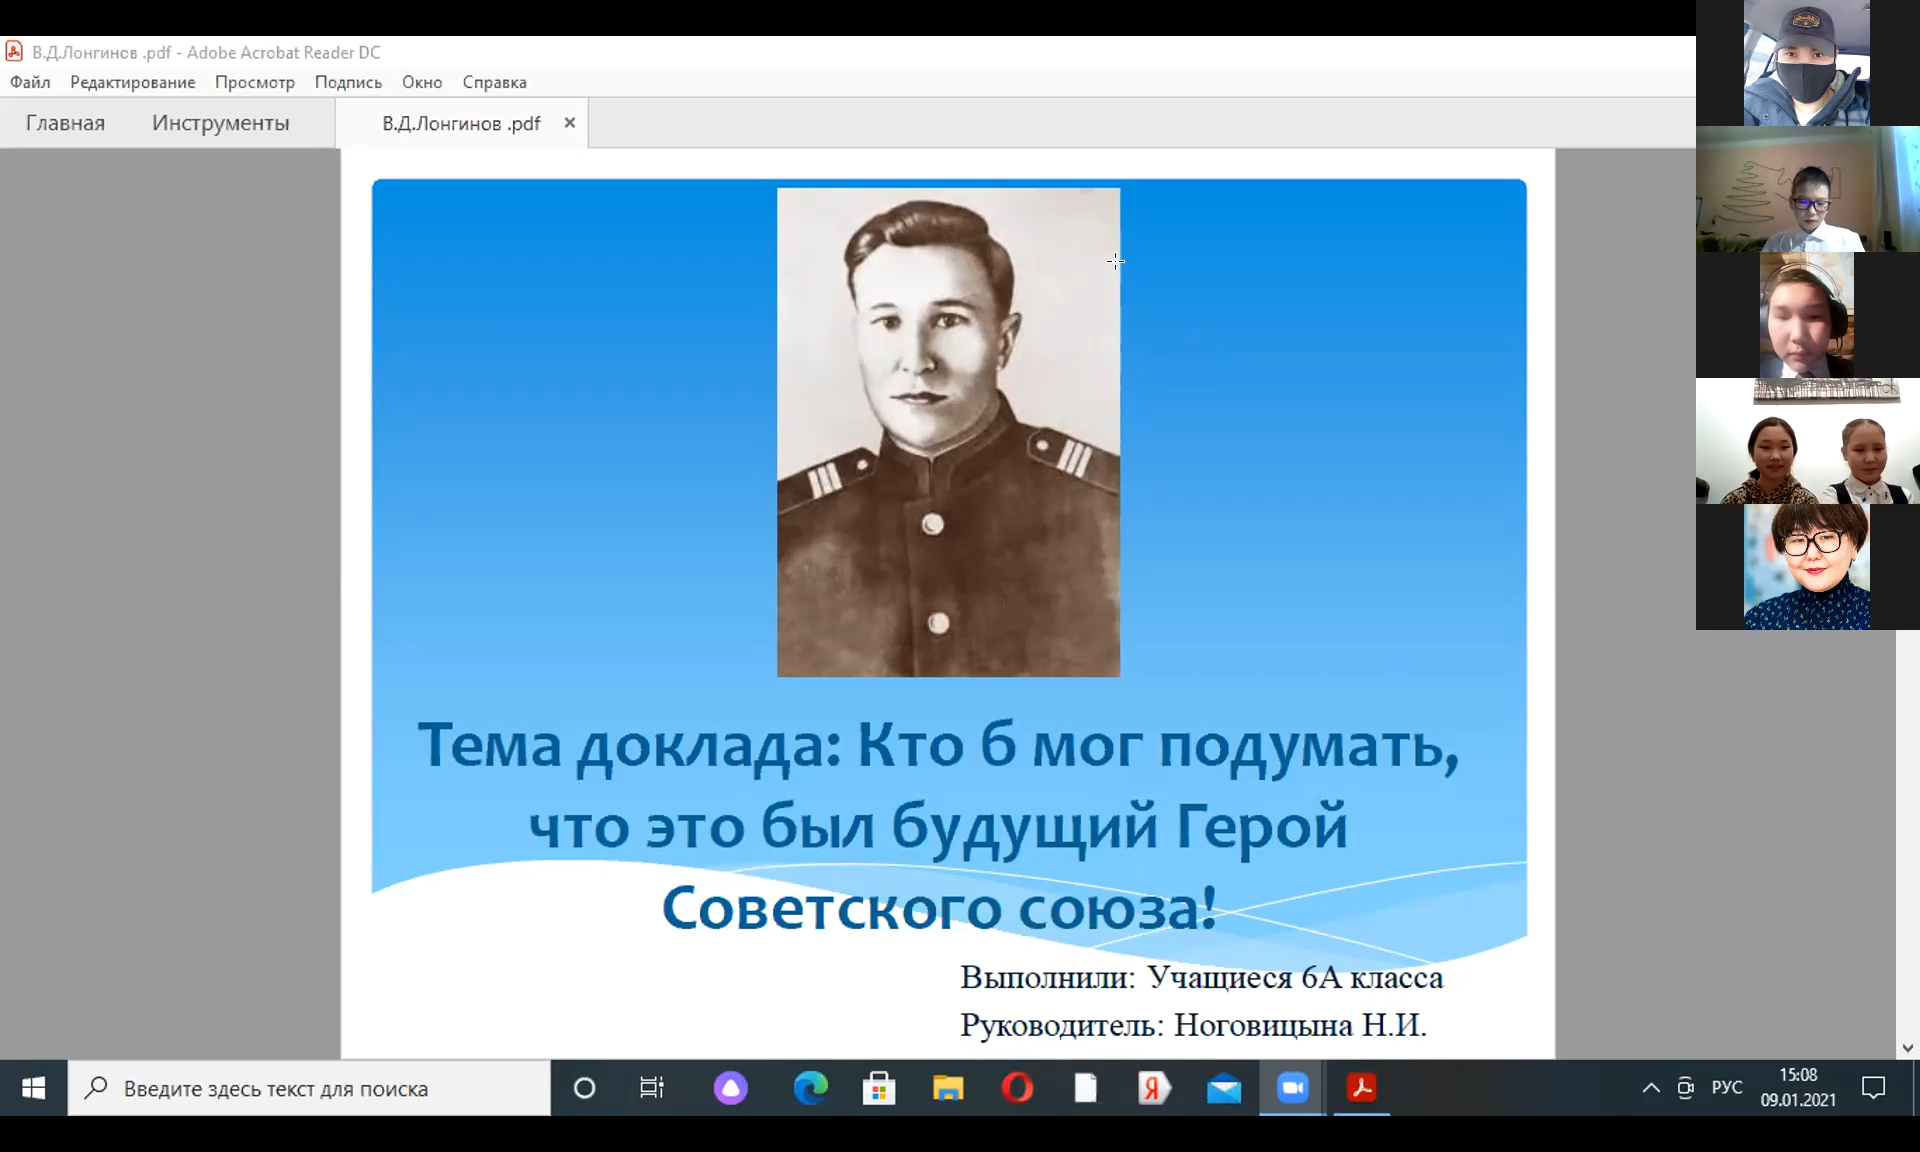 В.Д.Лонгинов .pdf - Adobe Acrobat Reader DC
Файл Редактирование Просмотр Подпись Окно Справка
Главная Инструменты В.Д.Лонгинов .pdf ×
Тема доклада: Кто б мог подумать,
что это был будущий Герой
Советского союза!
Выполнили: Учащиеся 6А класса
Руководитель: Ноговицына Н.И.
Введите здесь текст для поиска
Я
РУС
15:08
09.01.2021